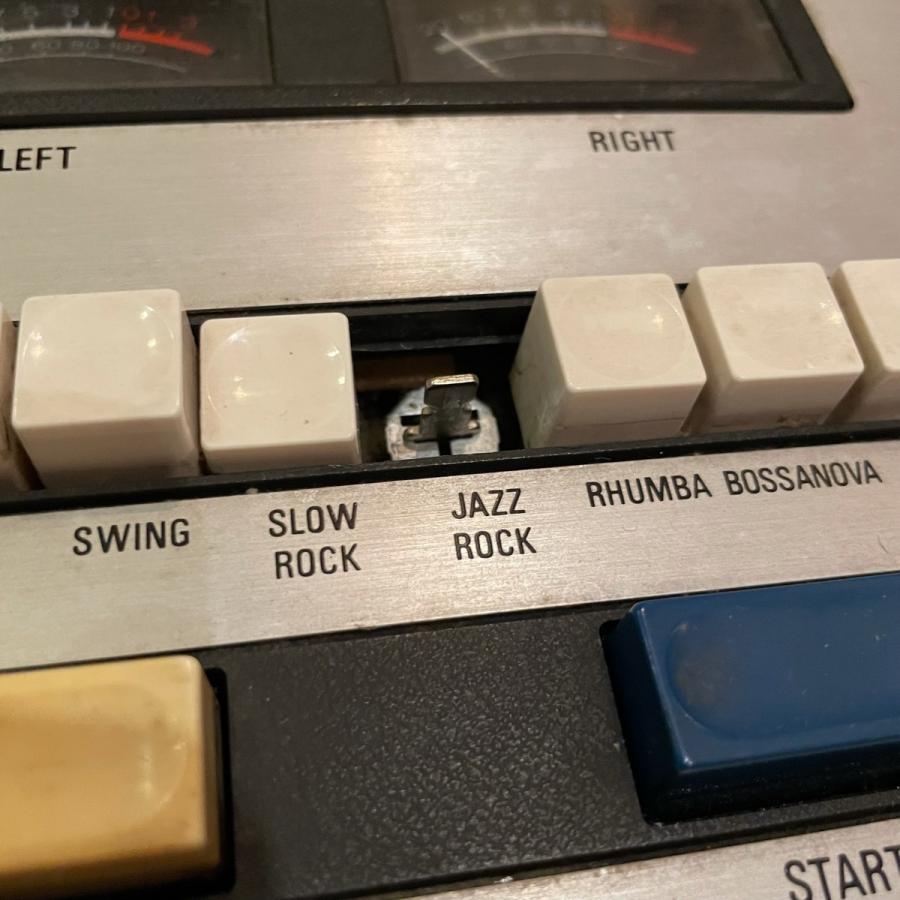 LEFT
RIGHT
SWING
SLOW
ROCK
JAZZ
ROCK
RHUMBA
BOSSANOVA
START